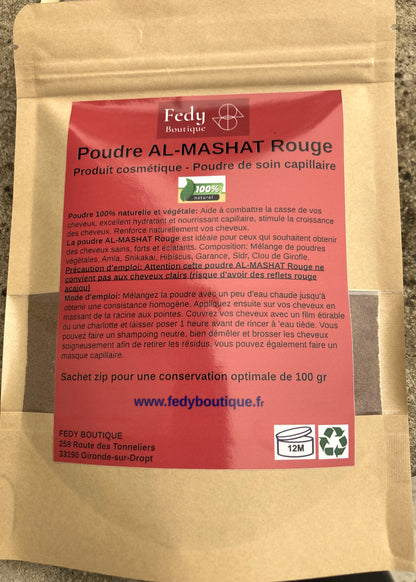 Fedy
Boutique
Poudre AL-MASHAT Rouge
Produit cosmétique - Poudre de soin capillaire
100%
naturel
Poudre 100% naturelle et végétale: Aide à combattre la casse de vos
cheveux, excellent hydratant et nourrissant capillaire, stimule la croissance
des cheveux. Renforce naturellement vos cheveux.
La poudre AL-MASHAT Rouge est idéale pour ceux qui souhaitent obtenir
des cheveux sains, forts et éclatants. Composition: Mélange de poudres
végétales, Amla, Shikakai, Hibiscus, Garance, Sidr, Clou de Girofle.
Précaution d'emploi: Attention cette poudre AL-MASHAT Rouge ne
convient pas aux cheveux clairs (risque d'avoir des reflets rouge
acajou)
Mode d'emploi: Mélangez la poudre avec un peu d'eau chaude jusqu'à
obtenir une consistance homogène. Appliquez ensuite sur vos cheveux en
massant de la racine aux pointes. Couvrez vos cheveux avec un film étirable
ou une charlotte et laisser poser 1 heure avant de rincer à 'eau tiède. Vous
pouvez faire un shampoing neutre, bien démêler et brosser les cheveux
soigneusement afin de retirer les résidus, vous pouvez également faire un
masque capillaire.
Sachet zip pour une conservation optimale de 100 gr
www.fedyboutique.fr
FEDY BOUTIQUE
259 Route des Tonneliers
33190 Gironde-sur-Dropt
12M